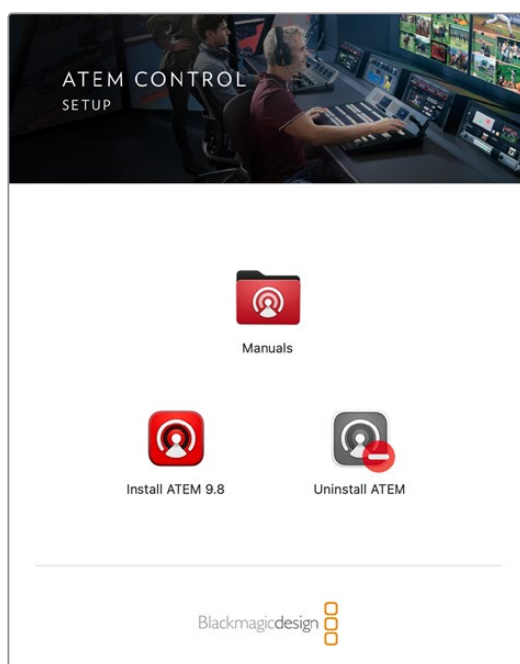 ATEM CONTROL
SETUP
Manuals
Install ATEM 9.8
Uninstall ATEM
Blackmagicdesign